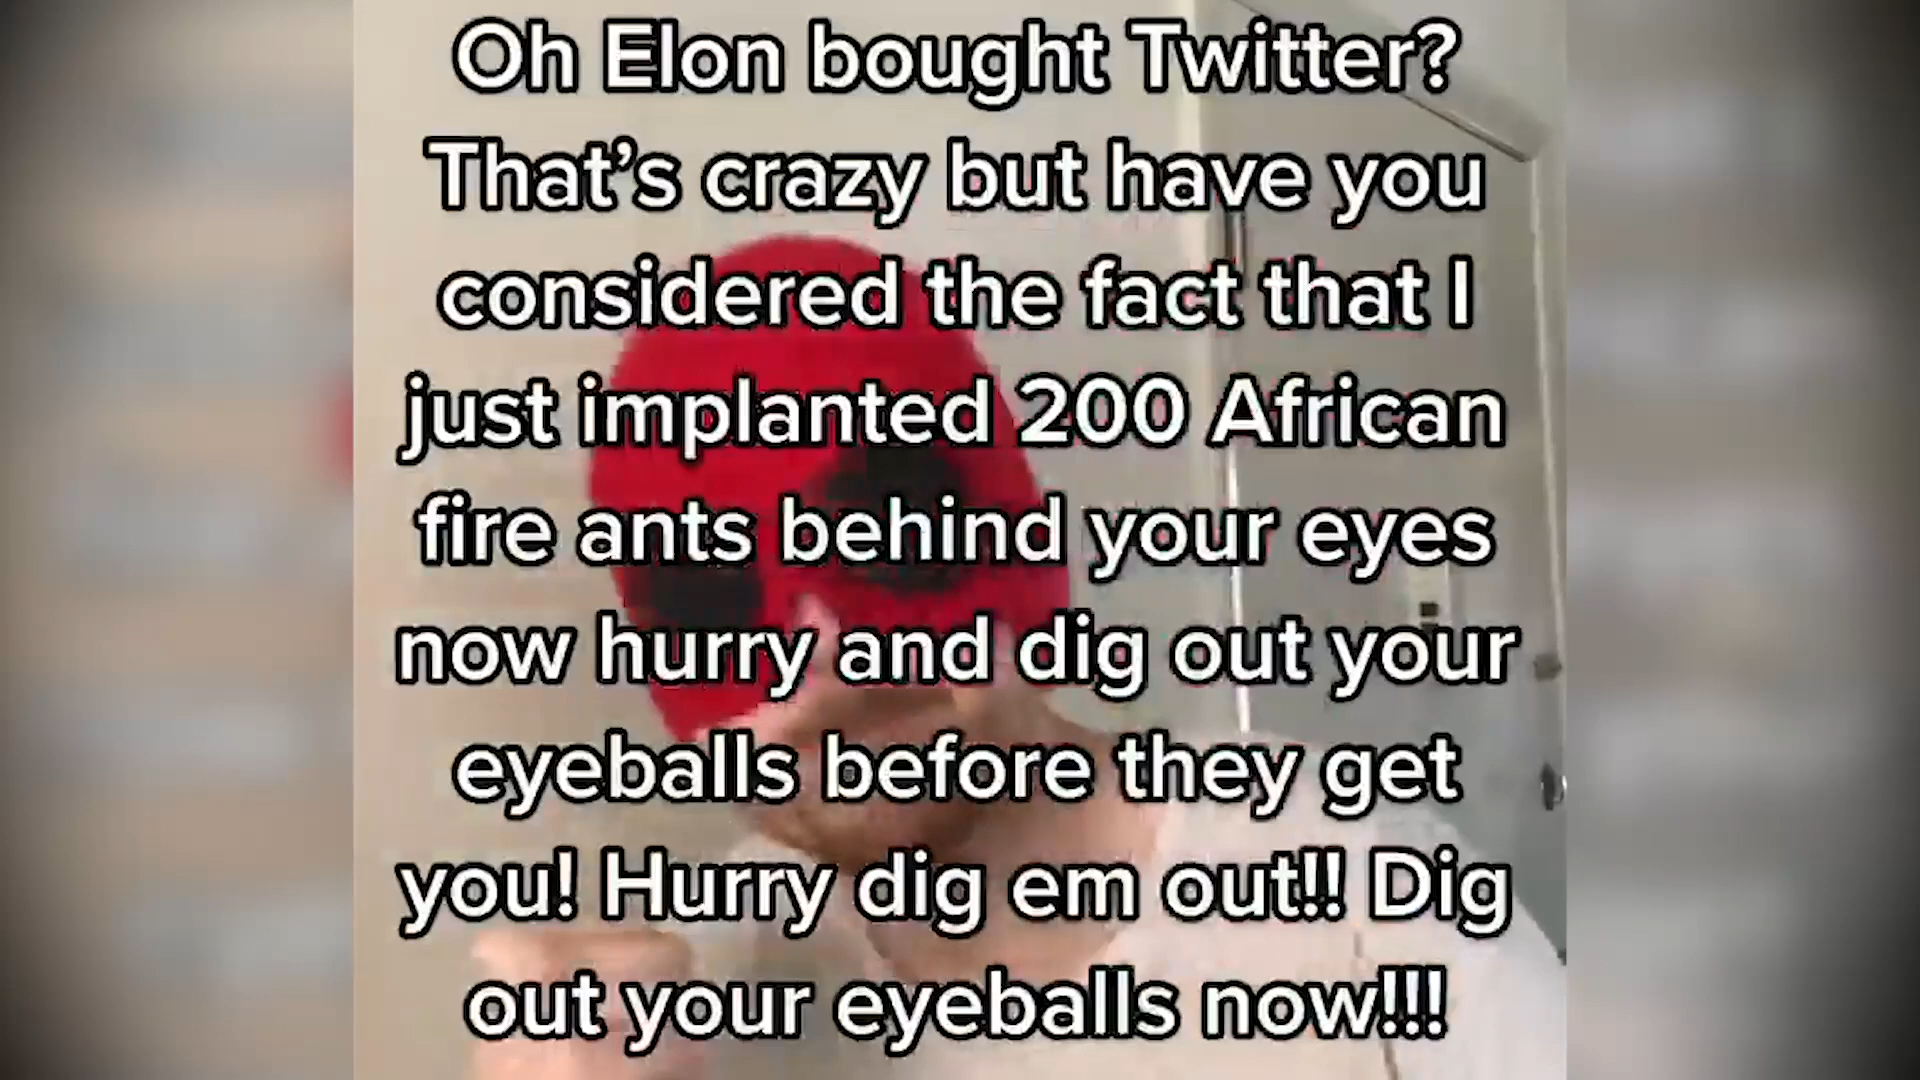 Oh Elon bought Twitter?
That's crazy but have you
considered the fact that I
just implanted 200 African
fire ants behind your eyes
now hurry and dig out your
eyeballs before they get
you! Hurry dig em out!! Dig
out your eyeballs now!!!